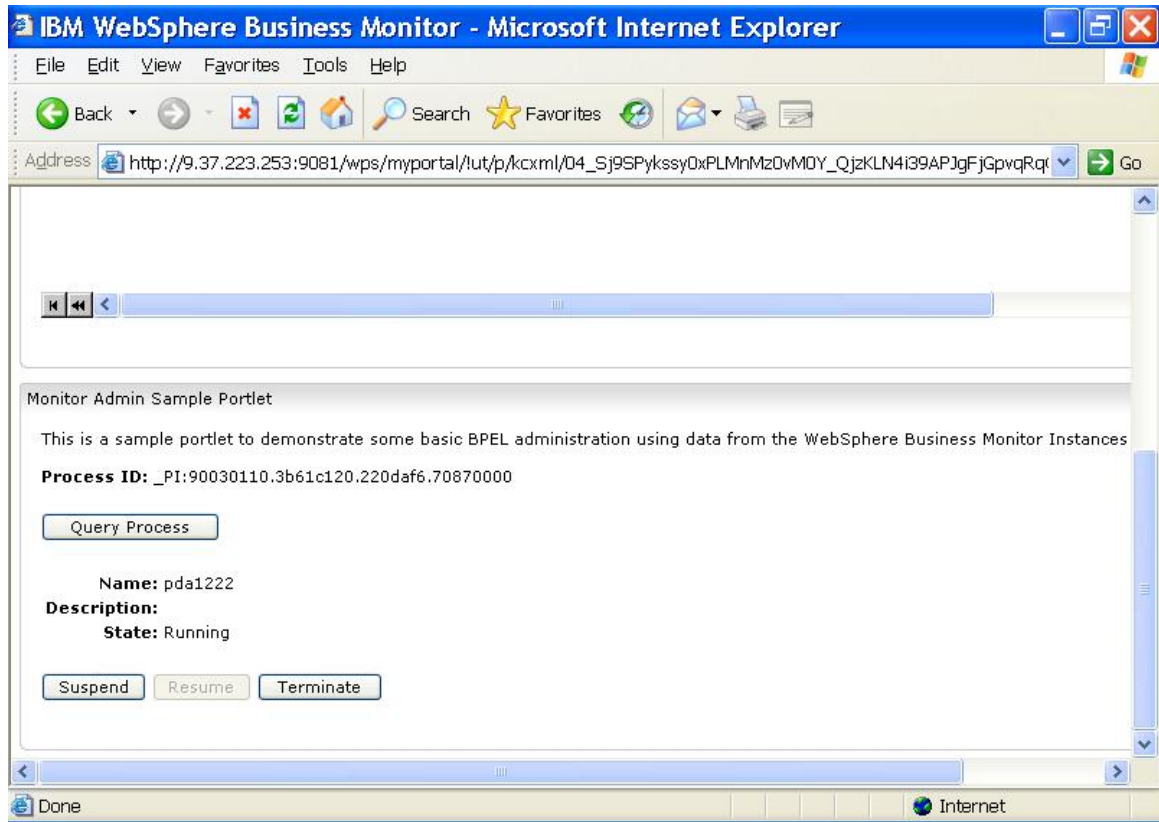 IBM WebSphere Business Monitor - Microsoft Internet Explorer
File Edit View Favorites Tools Help
Back Search Favorites
Address http://9.37.223.253:9081/wps/myportal/!ut/p/kcxml/04_Sj9SPykssy0xPLMnMz0vM0Y_QjzKLN4i39APJgFjGpvqRq( Go
Monitor Admin Sample Portlet
This is a sample portlet to demonstrate some basic BPEL administration using data from the WebSphere Business Monitor Instances
Process ID: _PI:90030110.3b61c120.220daf6.70870000
Query Process
Name: pda1222
Description:
State: Running
Suspend Resume Terminate
Done Internet